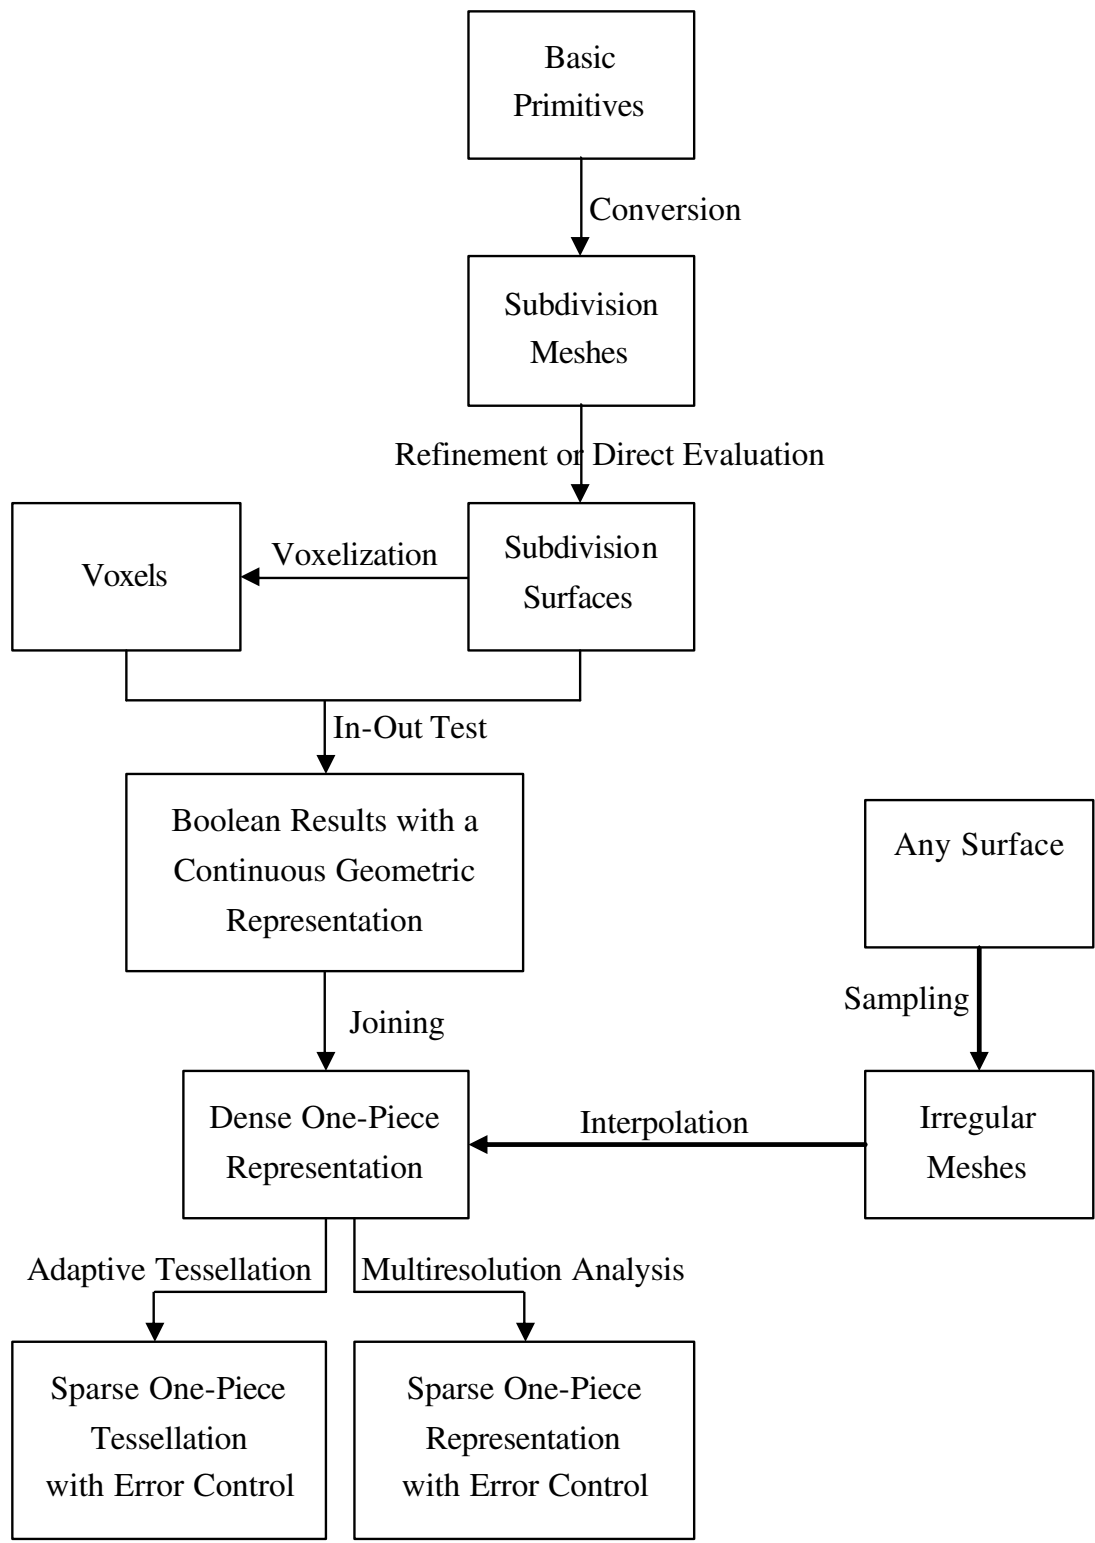 Basic
Primitives
Conversion
Subdivision
Meshes
Refinement or Direct Evaluation
Voxels
Voxelization
Subdivision
Surfaces
In-Out Test
Boolean Results with a
Continuous Geometric
Representation
Any Surface
Sampling
Joining
Dense One-Piece
Representation
Interpolation
Irregular
Meshes
Adaptive Tessellation
Multiresolution Analysis
Sparse One-Piece
Tessellation
with Error Control
Sparse One-Piece
Representation
with Error Control